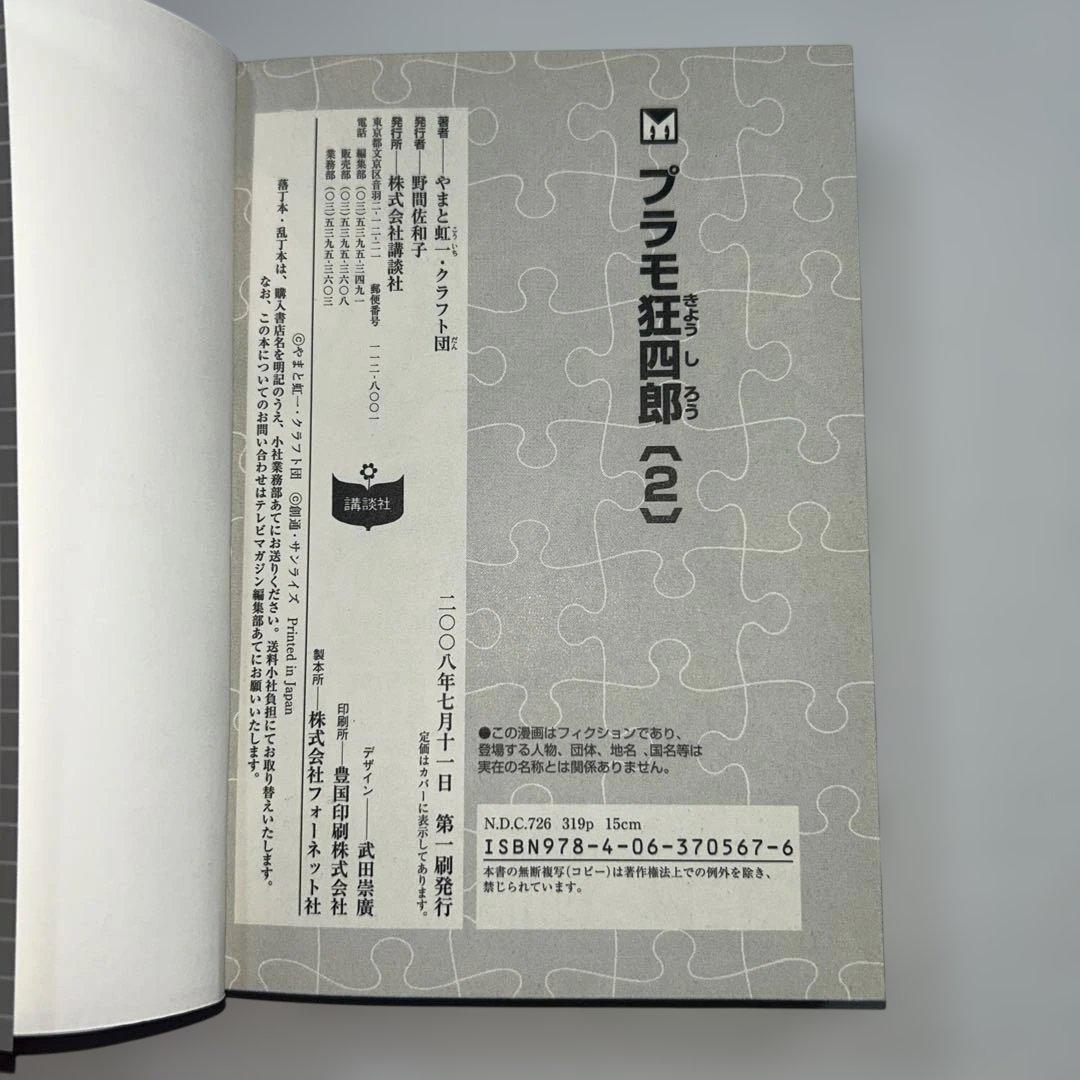 プラモ狂四郎〔2〕
きょうしろう
二〇〇八年七月十一日　第一刷発行
定価はカバーに表示してあります。
著者――やまと虹一・クラフト団
こういち
だん
発行者――野間佐和子
発行所――株式会社講談社
東京都文京区音羽二-一二-二一　郵便番号　一一二-八〇〇一
電話　編集部（〇三）五三九五-三四九一
販売部（〇三）五三九五-三六〇八
業務部（〇三）五三九五-三六〇三
講談社
デザイン――武田崇廣
印刷所――豊国印刷株式会社
製本所――株式会社フォーネット社
©やまと虹一・クラフト団　©創通・サンライズ　Printed in Japan
落丁本・乱丁本は、購入書店名を明記のうえ、小社業務部あてにお送りください。送料小社負担にてお取り替えいたします。
なお、この本についてのお問い合わせはテレビマガジン編集部あてにお願いいたします。
●この漫画はフィクションであり、
登場する人物、団体、地名、国名等は
実在の名称とは関係ありません。
N.D.C.726 319p 15cm
ISBN978-4-06-370567-6
本書の無断複写（コピー）は著作権法上での例外を除き、
禁じられています。